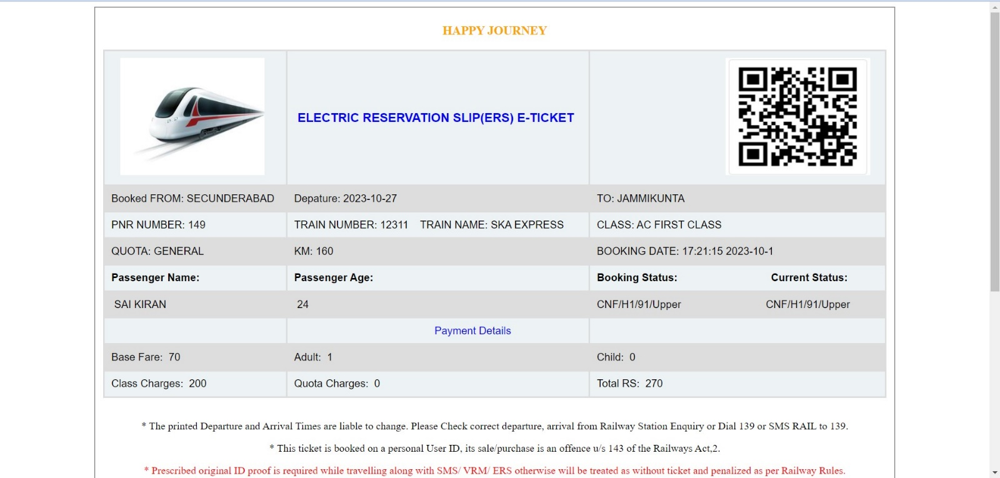 HAPPY JOURNEY
ELECTRIC RESERVATION SLIP(ERS) E-TICKET
Booked FROM: SECUNDERABAD Depature: 2023-10-27 TO: JAMMIKUNTA
PNR NUMBER: 149 TRAIN NUMBER: 12311 TRAIN NAME: SKA EXPRESS CLASS: AC FIRST CLASS
QUOTA: GENERAL KM: 160 BOOKING DATE: 17:21:15 2023-10-1
Passenger Name: Passenger Age: Booking Status: Current Status:
SAI KIRAN 24 CNF/H1/91/Upper CNF/H1/91/Upper
Payment Details
Base Fare: 70 Adult: 1 Child: 0
Class Charges: 200 Quota Charges: 0 Total RS: 270
* The printed Departure and Arrival Times are liable to change. Please Check correct departure, arrival from Railway Station Enquiry or Dial 139 or SMS RAIL to 139.
* This ticket is booked on a personal User ID, its sale/purchase is an offence u/s 143 of the Railways Act,2.
* Prescribed original ID proof is required while travelling along with SMS/ VRM/ ERS otherwise will be treated as without ticket and penalized as per Railway Rules.